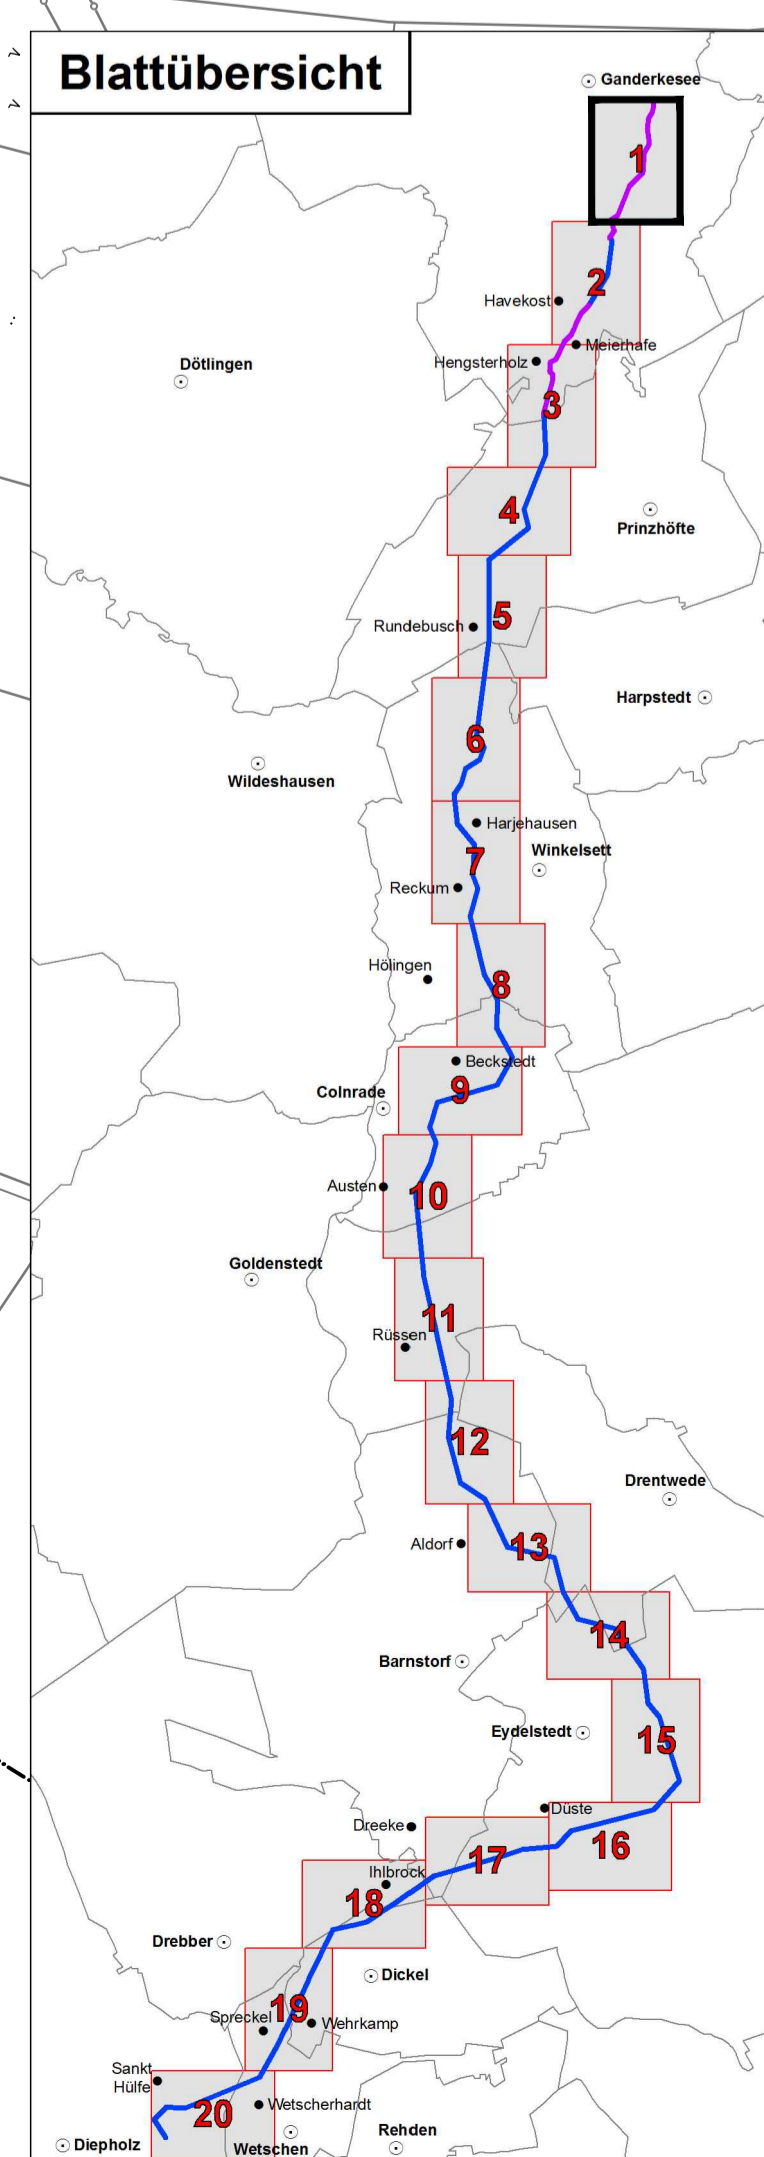 Blattübersicht
Ganderkesee
1
2
Havekost
Meierhafe
Hengsterholz
Dötlingen
3
4
Prinzhöfte
5
Rundebusch
Harpstedt
6
Wildeshausen
Harjehausen
Winkelsett
7
Reckum
Hölingen
8
Beckstedt
9
Colnrade
Austen
10
Goldenstedt
11
Rüssen
12
Drentwede
Aldorf
13
14
Barnstorf
Eydelstedt
15
Düste
Dreeke
16
17
Ihlbrock
18
Drebber
Dickel
19
Spreckel
Wehrkamp
Sankt
Hülfe
Wetscherhardt
20
Rehden
Diepholz
Wetschen